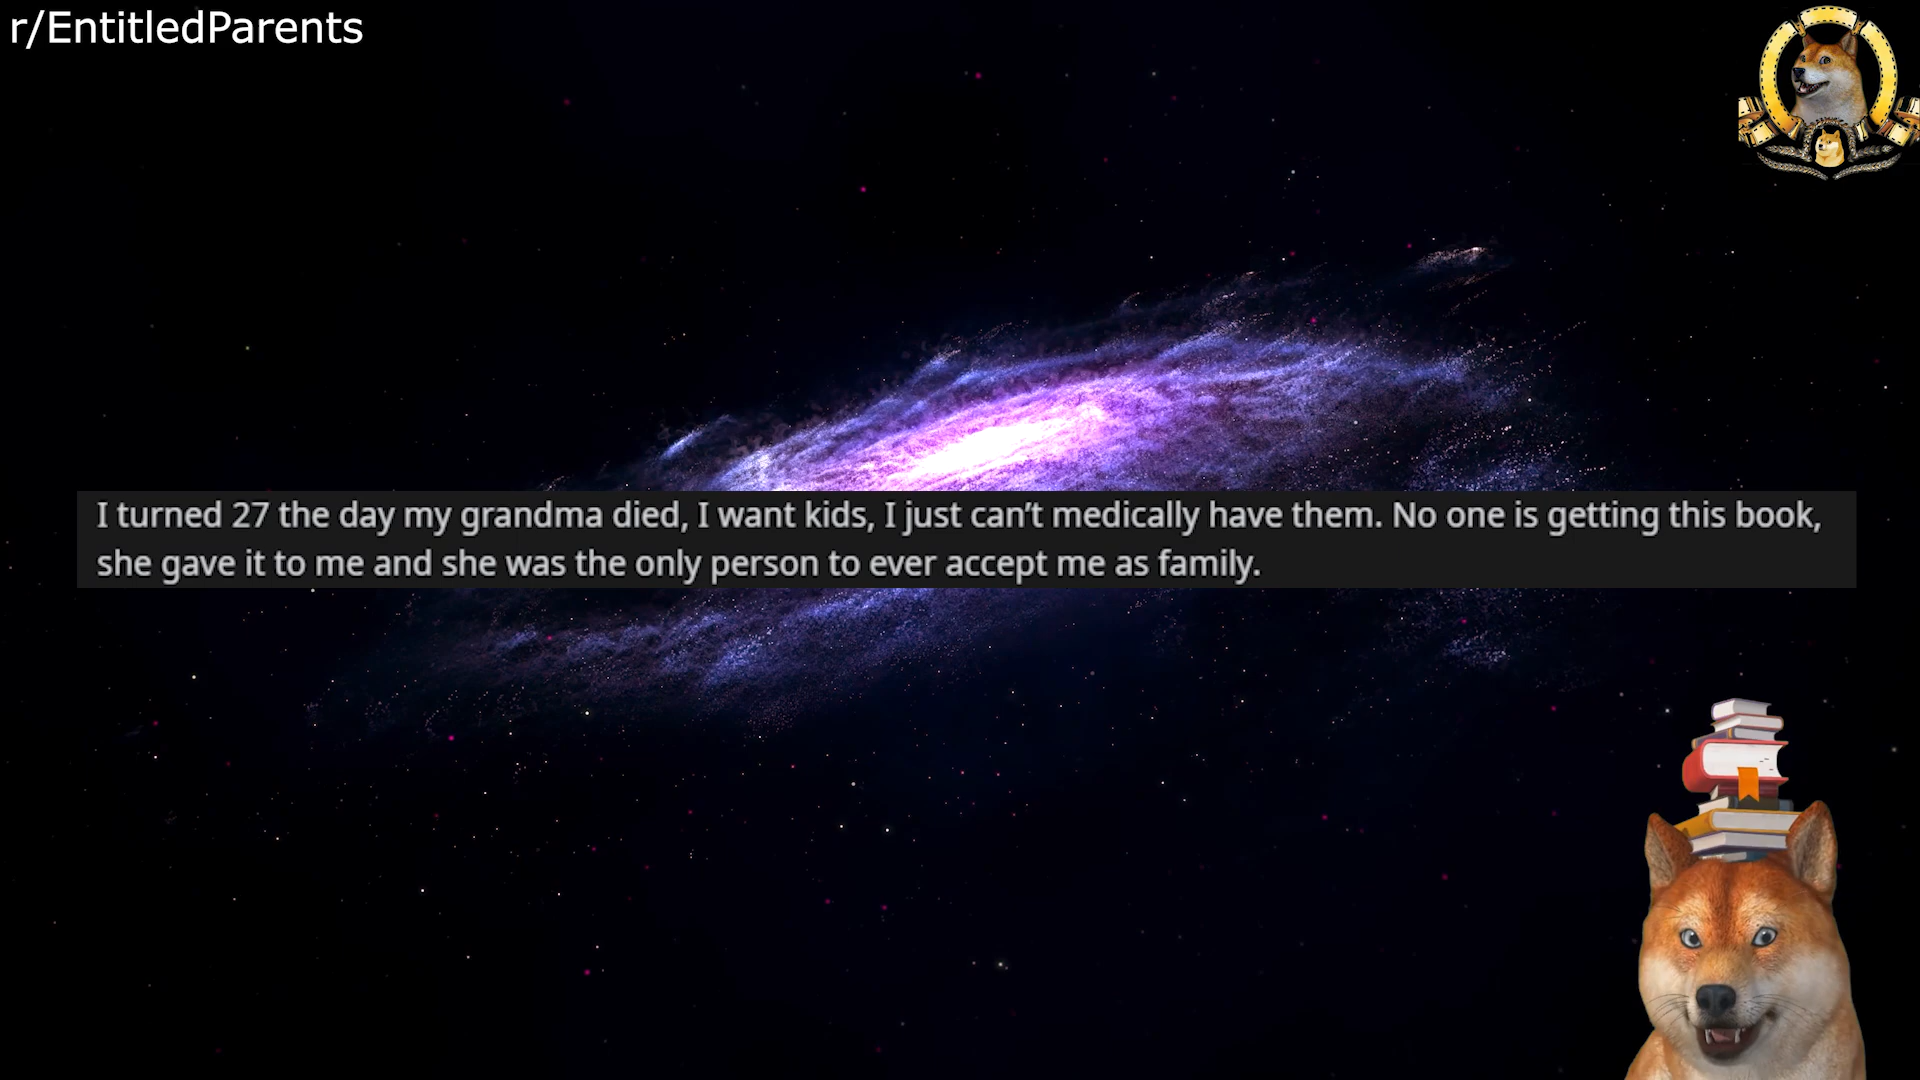 r/EntitledParents
I turned 27 the day my grandma died, I want kids, I just can’t medically have them. No one is getting this book,
she gave it to me and she was the only person to ever accept me as family.